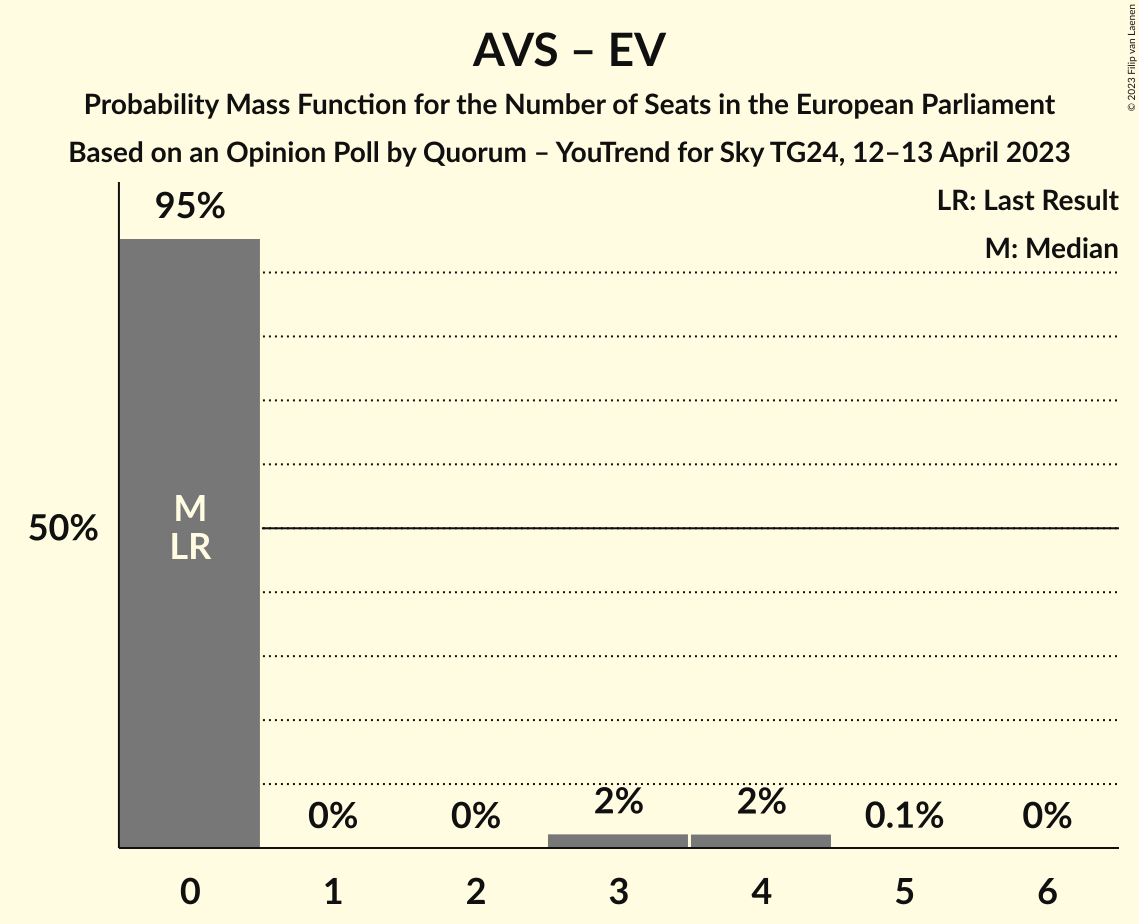 AVS – EV
Probability Mass Function for the Number of Seats in the European Parliament
Based on an Opinion Poll by Quorum – YouTrend for Sky TG24, 12–13 April 2023
© 2023 Filip van Laenen
LR: Last Result
M: Median
95%
M
LR
50%
0%
0%
2%
2%
0.1%
0%
0
1
2
3
4
5
6